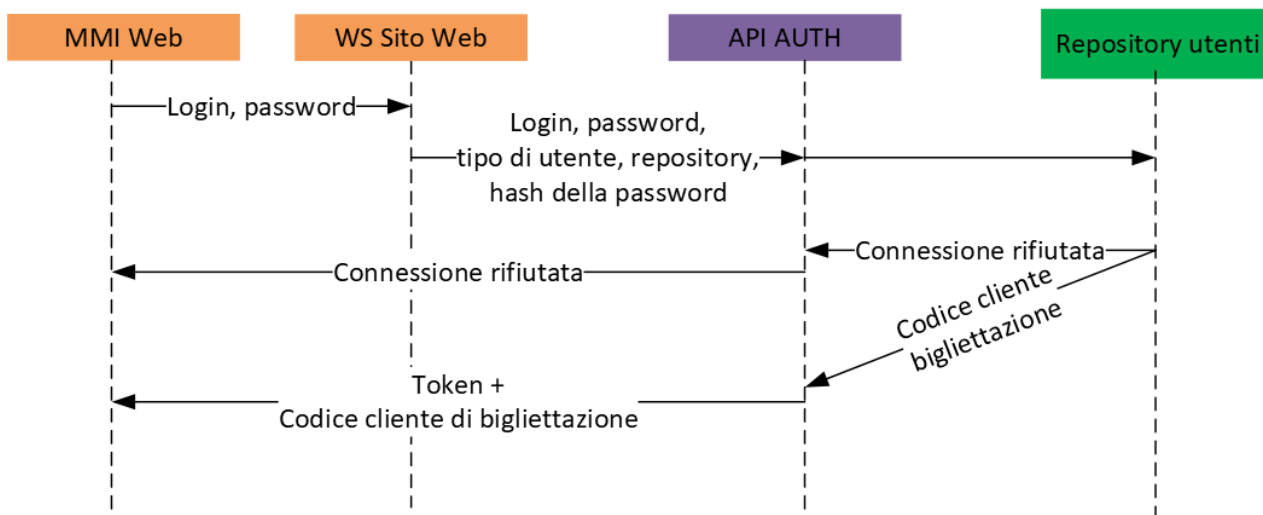 MMI Web
WS Sito Web
API AUTH
Repository utenti
Login, password
Login, password,
tipo di utente, repository,
hash della password
Connessione rifiutata
Connessione rifiutata
Codice cliente
bigliettazione
Token +
Codice cliente di bigliettazione